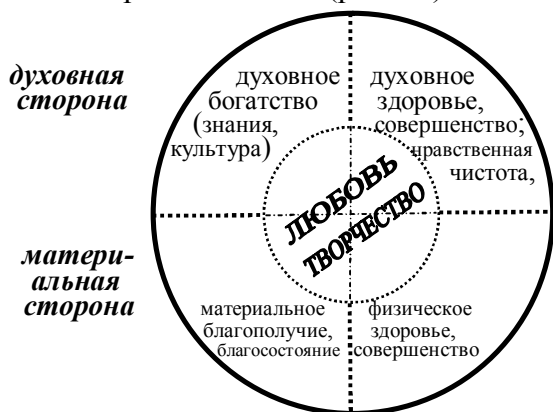 духовная
сторона
духовное
богатство
(знания,
культура)
духовное
здоровье,
совершенство,
нравственная
чистота,
ЛЮБОВЬ
ТВОРЧЕСТВО
матери-
альная
сторона
материальное
благополучие,
благосостояние
физическое
здоровье,
совершенство